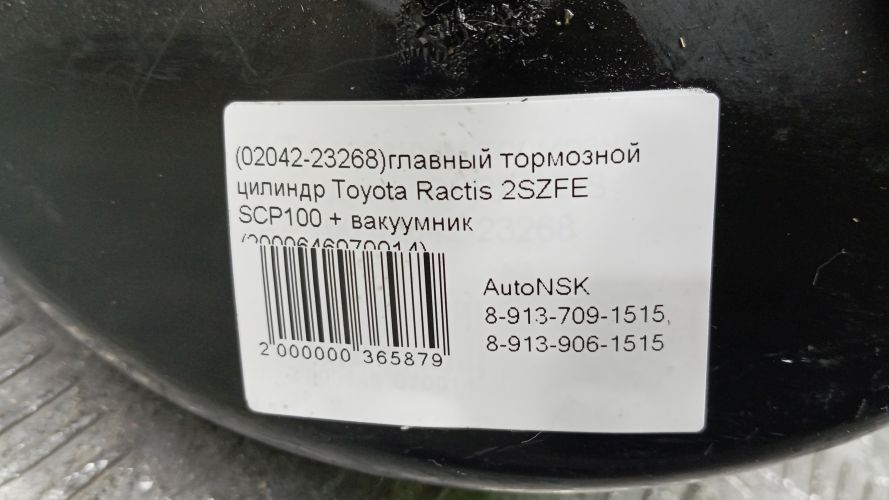 (02042-23268)главный тормозной
цилиндр Toyota Ractis 2SZFE
SCP100 + вакуумник
(2000646070014)
2 000000 365879
AutoNSK
8-913-709-1515,
8-913-906-1515